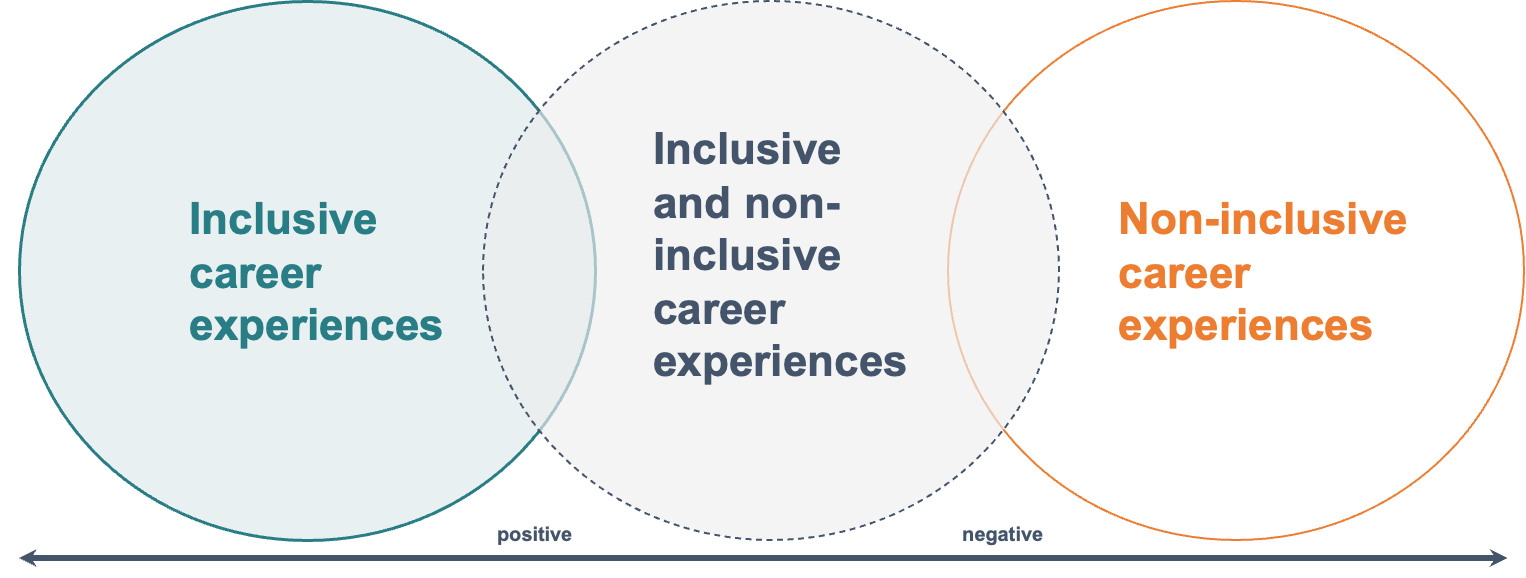 Inclusive
career
experiences
Inclusive
and non-
inclusive
career
experiences
Non-inclusive
career
experiences
positive
negative